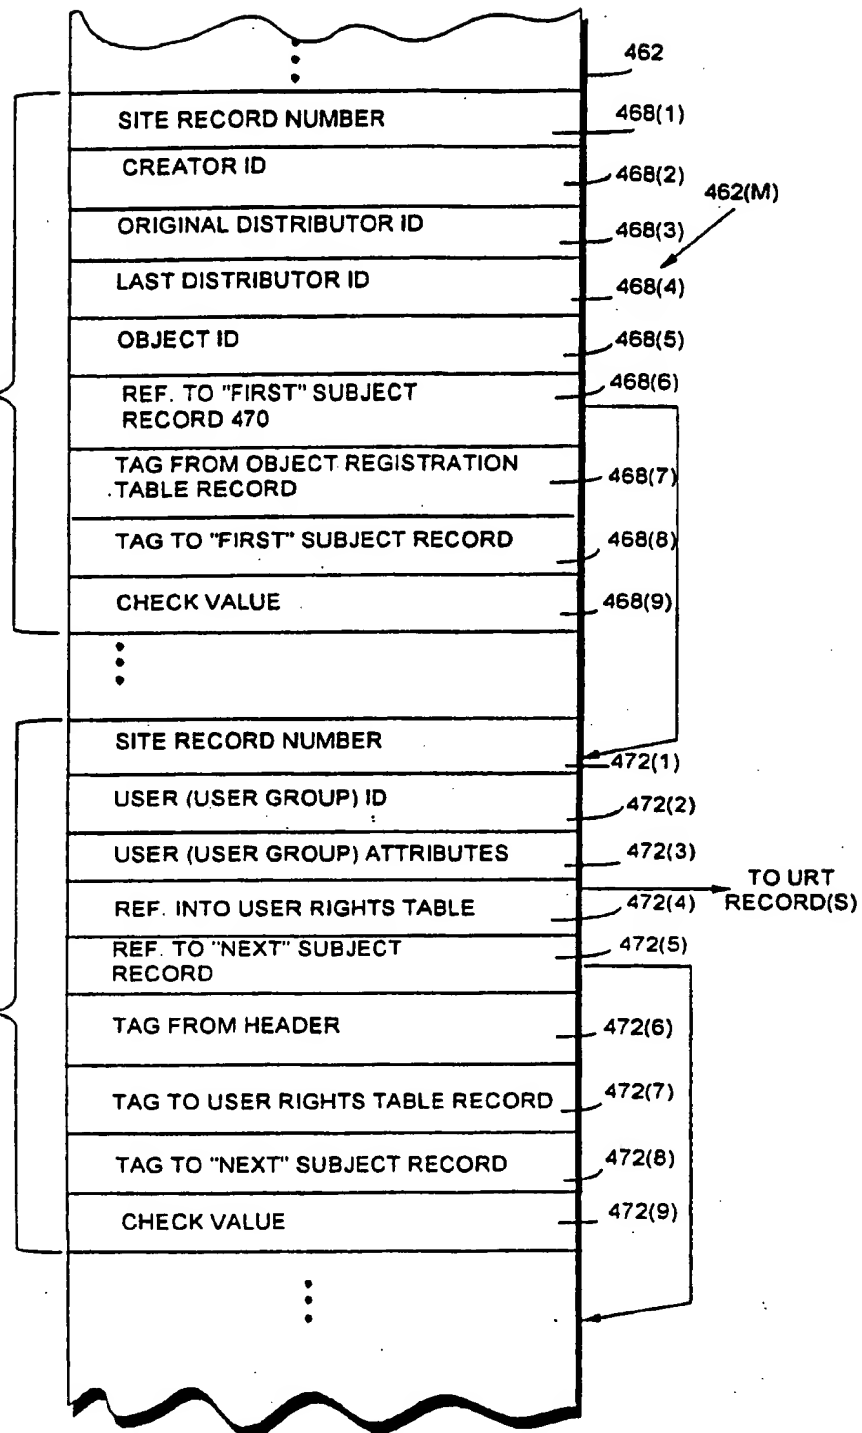 462
SITE RECORD NUMBER 468(1)
CREATOR ID 468(2)
462(M)
ORIGINAL DISTRIBUTOR ID 468(3)
LAST DISTRIBUTOR ID 468(4)
OBJECT ID 468(5)
REF. TO "FIRST" SUBJECT 468(6)
RECORD 470
TAG FROM OBJECT REGISTRATION
TABLE RECORD 468(7)
TAG TO "FIRST" SUBJECT RECORD 468(8)
CHECK VALUE 468(9)
SITE RECORD NUMBER
472(1)
USER (USER GROUP) ID 472(2)
USER (USER GROUP) ATTRIBUTES 472(3)
TO URT
RECORD(S)
REF. INTO USER RIGHTS TABLE 472(4)
REF. TO "NEXT" SUBJECT 472(5)
RECORD
TAG FROM HEADER 472(6)
TAG TO USER RIGHTS TABLE RECORD 472(7)
TAG TO "NEXT" SUBJECT RECORD 472(8)
CHECK VALUE 472(9)